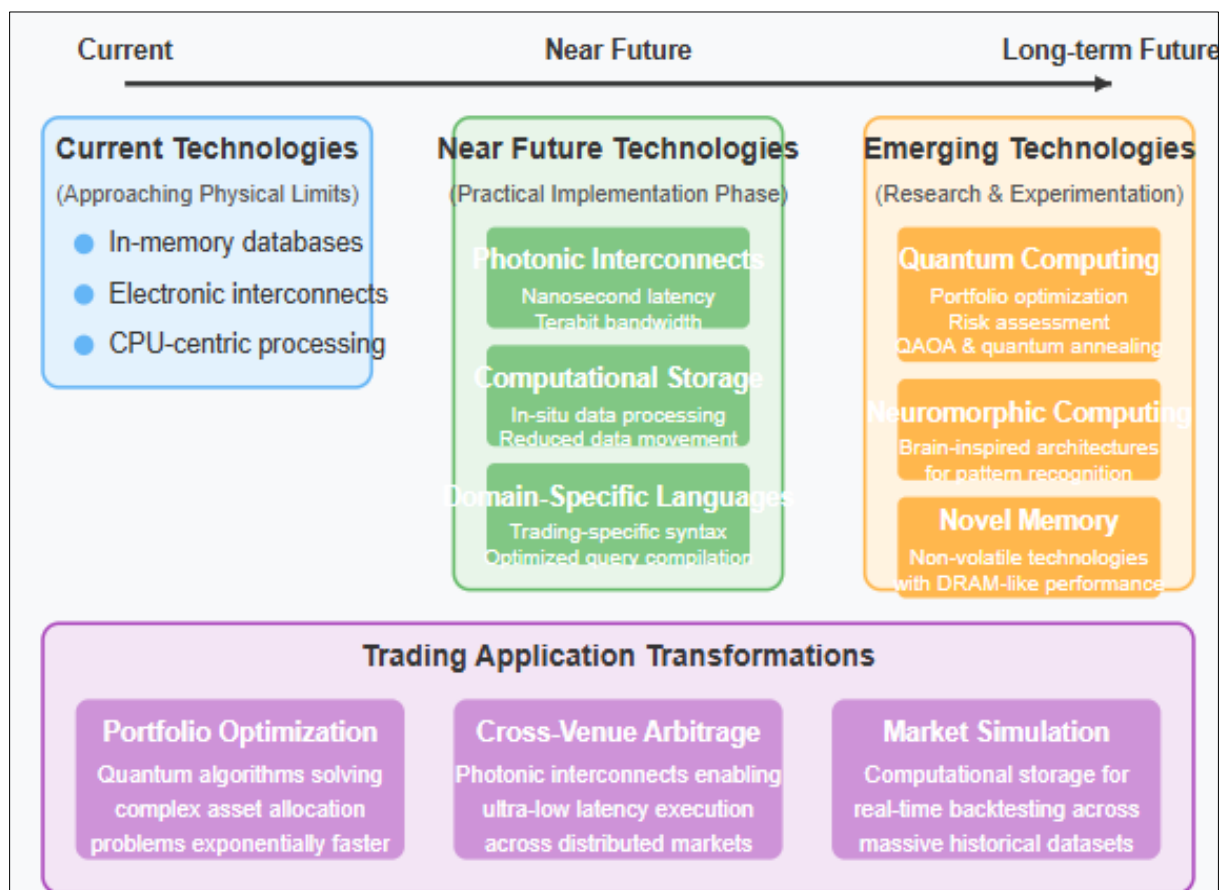 Current
Near Future
Long-term Future
Current Technologies
(Approaching Physical Limits)
In-memory databases
Electronic interconnects
CPU-centric processing
Near Future Technologies
(Practical Implementation Phase)
Photonic Interconnects
Nanosecond latency
Terabit bandwidth
Computational Storage
In-situ data processing
Reduced data movement
Domain-Specific Languages
Trading-specific syntax
Optimized query compilation
Emerging Technologies
(Research & Experimentation)
Quantum Computing
Portfolio optimization
Risk assessment
QAOA & quantum annealing
Neuromorphic Computing
Brain-inspired architectures
for pattern recognition
Novel Memory
Non-volatile technologies
with DRAM-like performance
Trading Application Transformations
Portfolio Optimization
Quantum algorithms solving
complex asset allocation
problems exponentially faster
Cross-Venue Arbitrage
Photonic interconnects enabling
ultra-low latency execution
across distributed markets
Market Simulation
Computational storage for
real-time backtesting across
massive historical datasets